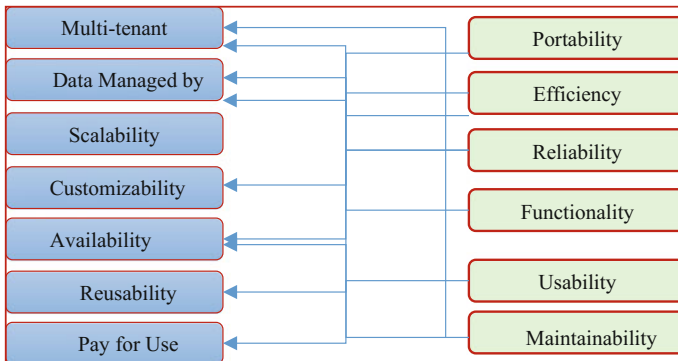 Multi-tenant
Data Managed by
Scalability
Customizability
Availability
Reusability
Pay for Use
Portability
Efficiency
Reliability
Functionality
Usability
Maintainability